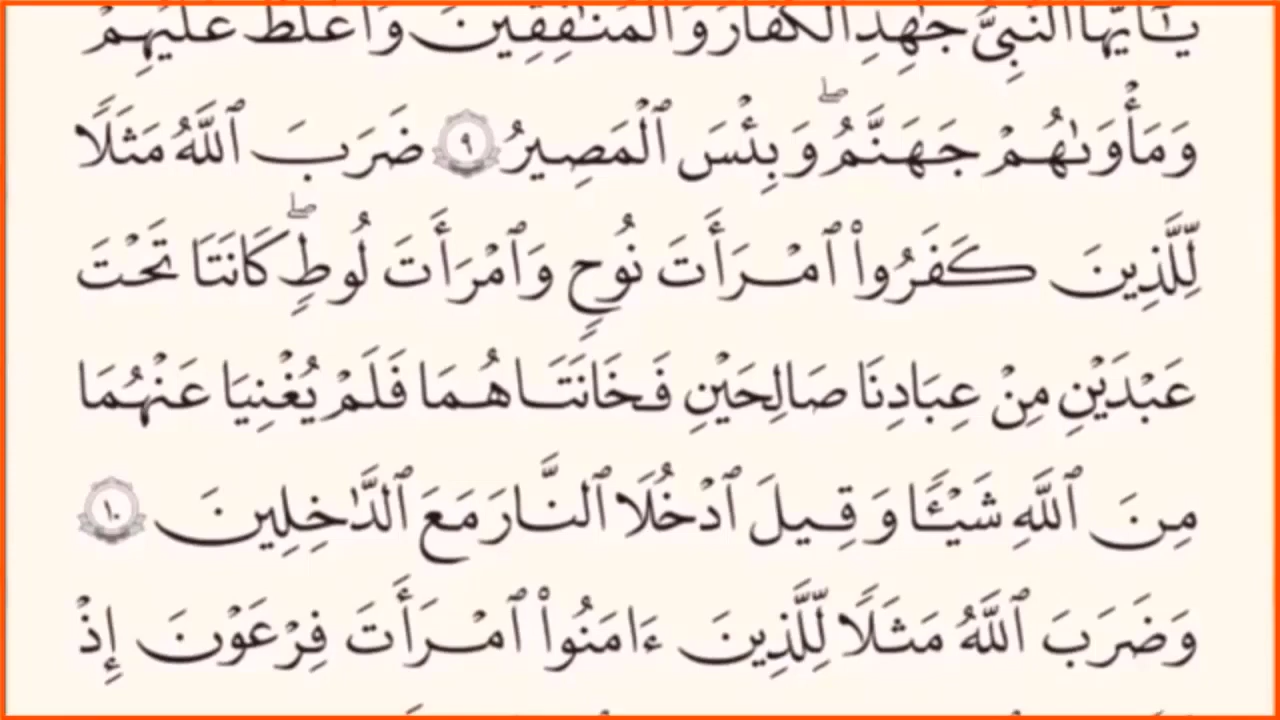 يَٰٓأَيُّهَا ٱلنَّبِيُّ جَٰهِدِ ٱلْكُفَّارَ وَٱلْمُنَٰفِقِينَ وَٱغْلُظْ عَلَيْهِمْ
وَمَأْوَىٰهُمْ جَهَنَّمُ ۖ وَبِئْسَ ٱلْمَصِيرُ ٩ ضَرَبَ ٱللَّهُ مَثَلًا
لِّلَّذِينَ كَفَرُوا۟ ٱمْرَأَتَ نُوحٍ وَٱمْرَأَتَ لُوطٍ ۖ كَانَتَا تَحْتَ
عَبْدَيْنِ مِنْ عِبَادِنَا صَالِحَيْنِ فَخَانَتَاهُمَا فَلَمْ يُغْنِيَا عَنْهُمَا
مِنَ ٱللَّهِ شَيْـًٔا وَقِيلَ ٱدْخُلَا ٱلنَّارَ مَعَ ٱلدَّٰخِلِينَ ١٠
وَضَرَبَ ٱللَّهُ مَثَلًا لِّلَّذِينَ ءَامَنُوا۟ ٱمْرَأَتَ فِرْعَوْنَ إِذْ